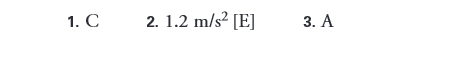 1. C 2. 1.2 m/s² [E] 3. A